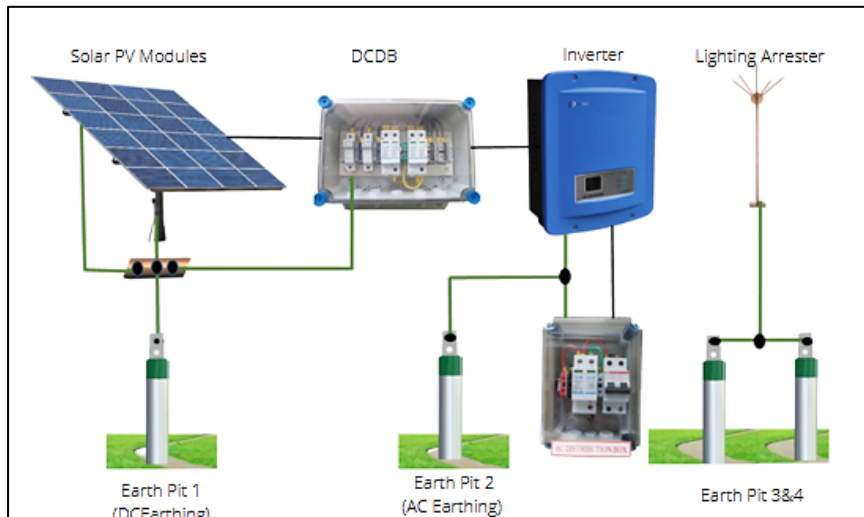 Solar PV Modules
DCDB
Inverter
Lighting Arrester
AC DISTRIBUTION BOX
Earth Pit 1
(DCEarthing)
Earth Pit 2
(AC Earthing)
Earth Pit 3&4